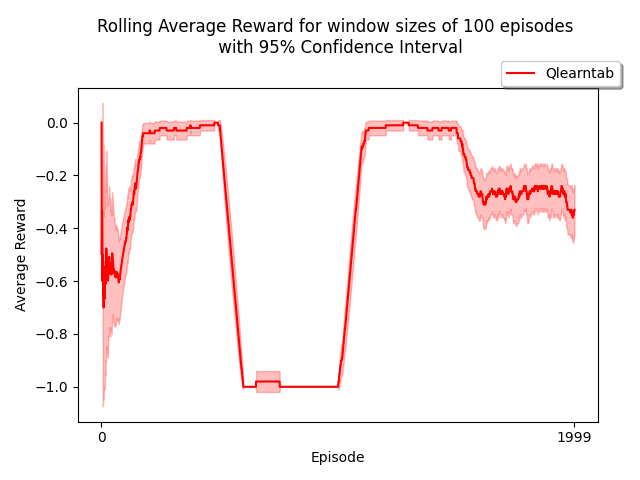 Rolling Average Reward for window sizes of 100 episodes
with 95% Confidence Interval
Qlearntab
0.0
−0.2
−0.4
−0.6
−0.8
−1.0
Average Reward
0
1999
Episode